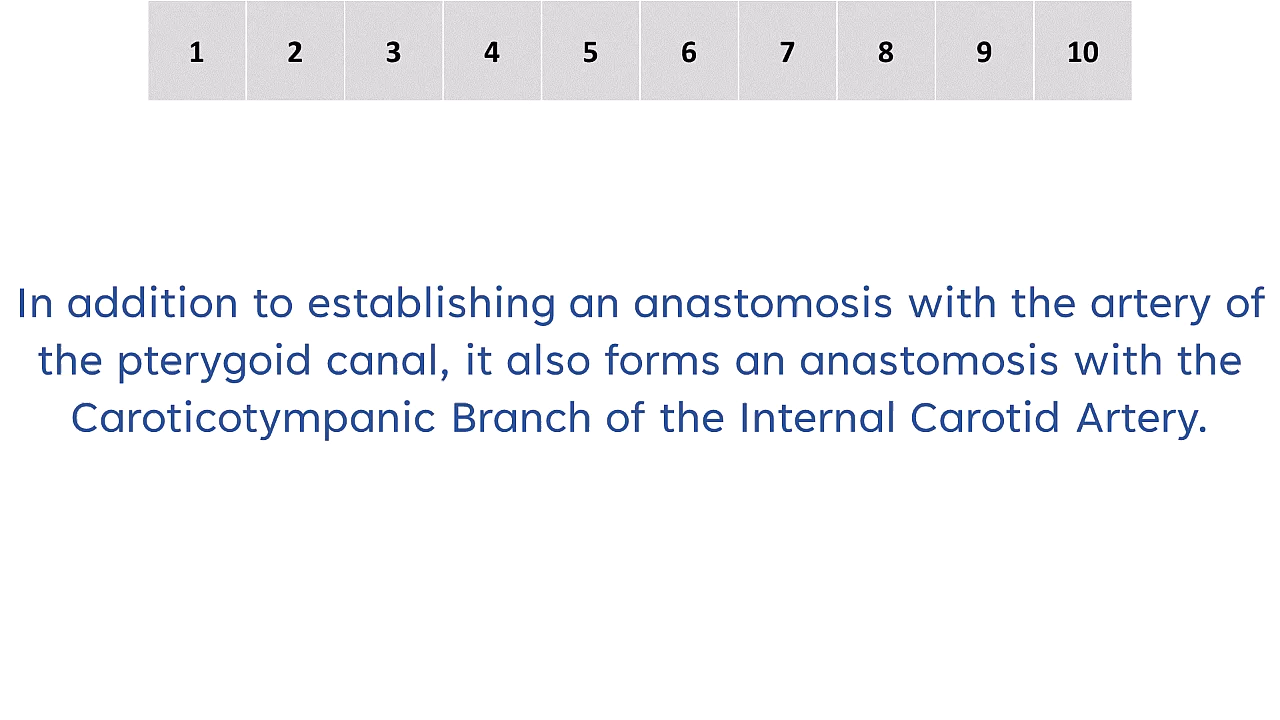 1 2 3 4 5 6 7 8 9 10
In addition to establishing an anastomosis with the artery of
the pterygoid canal, it also forms an anastomosis with the
Caroticotympanic Branch of the Internal Carotid Artery.